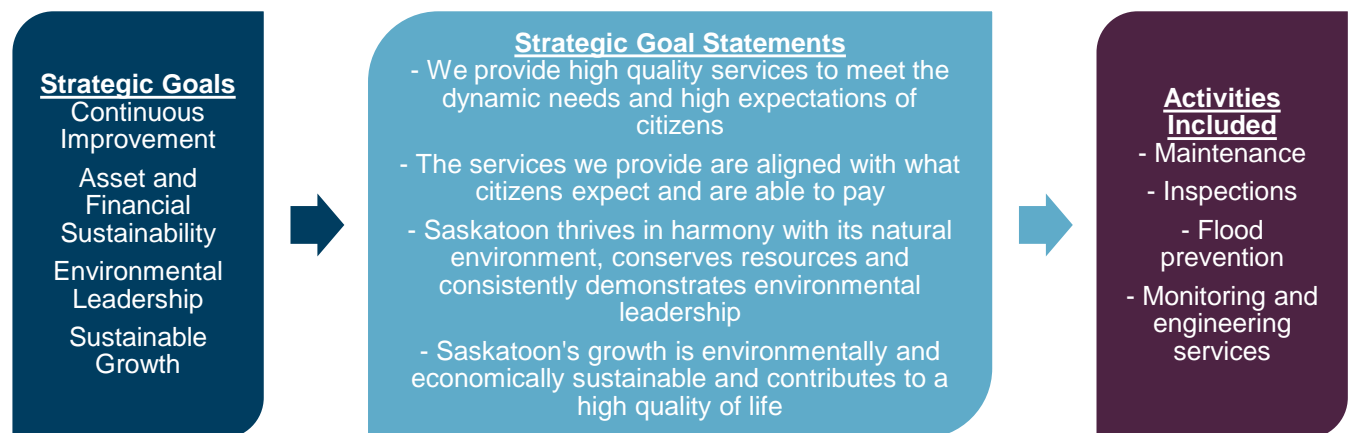 Strategic Goals
Continuous
Improvement
Asset and
Financial
Sustainability
Environmental
Leadership
Sustainable
Growth
Strategic Goal Statements
- We provide high quality services to meet the
dynamic needs and high expectations of
citizens
- The services we provide are aligned with what
citizens expect and are able to pay
- Saskatoon thrives in harmony with its natural
environment, conserves resources and
consistently demonstrates environmental
leadership
- Saskatoon's growth is environmentally and
economically sustainable and contributes to a
high quality of life
Activities
Included
- Maintenance
- Inspections
- Flood
prevention
- Monitoring and
engineering
services